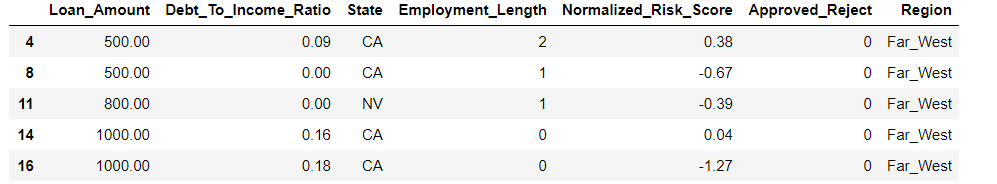 Loan_Amount Debt_To_Income_Ratio State Employment_Length Normalized_Risk_Score Approved_Reject Region
4 500.00 0.09 CA 2 0.38 0 Far_West
8 500.00 0.00 CA 1 -0.67 0 Far_West
11 800.00 0.00 NV 1 -0.39 0 Far_West
14 1000.00 0.16 CA 0 0.04 0 Far_West
16 1000.00 0.18 CA 0 -1.27 0 Far_West